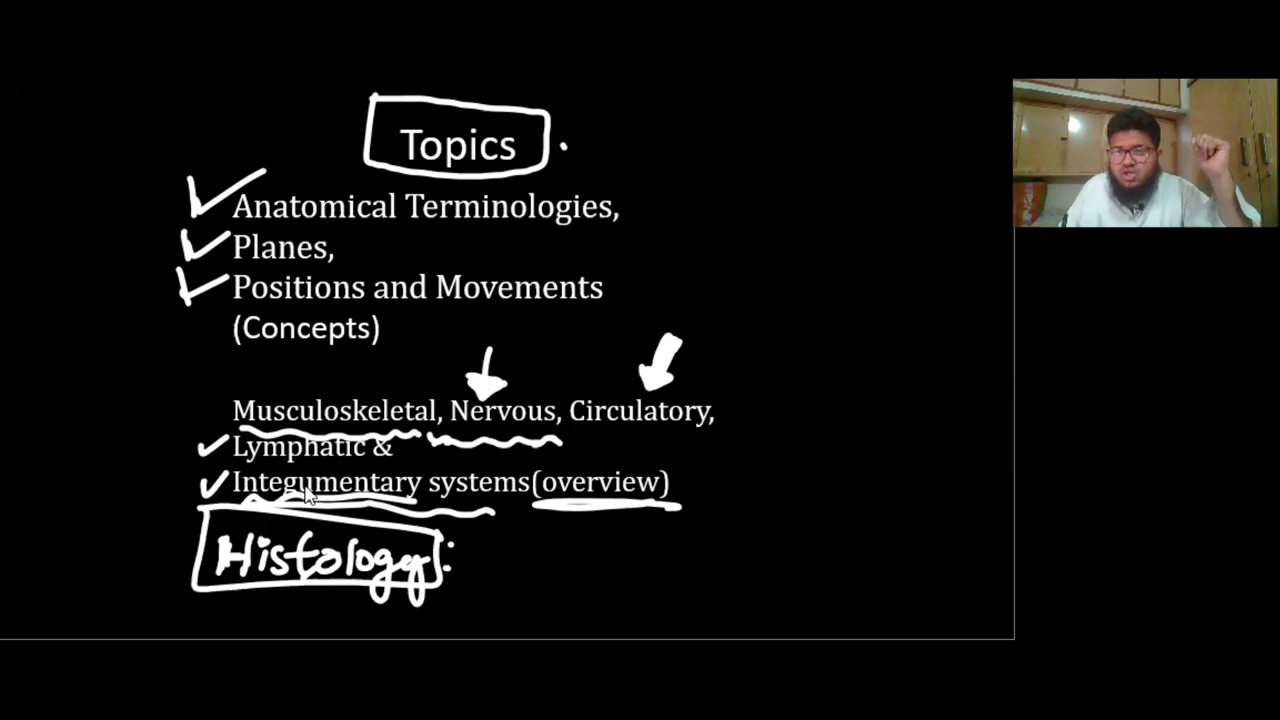 Topics
Anatomical Terminologies,
Planes,
Positions and Movements
(Concepts)
Musculoskeletal, Nervous, Circulatory,
Lymphatic &
Integumentary systems(overview)
Histology: